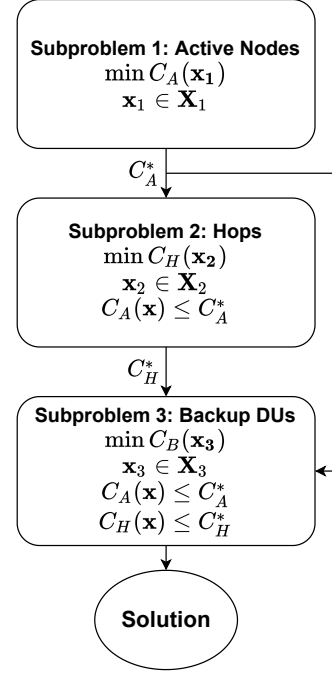 Subproblem 1: Active Nodes
min C_A(x_1)
x_1 ∈ X_1
C_A^*
Subproblem 2: Hops
min C_H(x_2)
x_2 ∈ X_2
C_A(x) ≤ C_A^*
C_H^*
Subproblem 3: Backup DUs
min C_B(x_3)
x_3 ∈ X_3
C_A(x) ≤ C_A^*
C_H(x) ≤ C_H^*
Solution